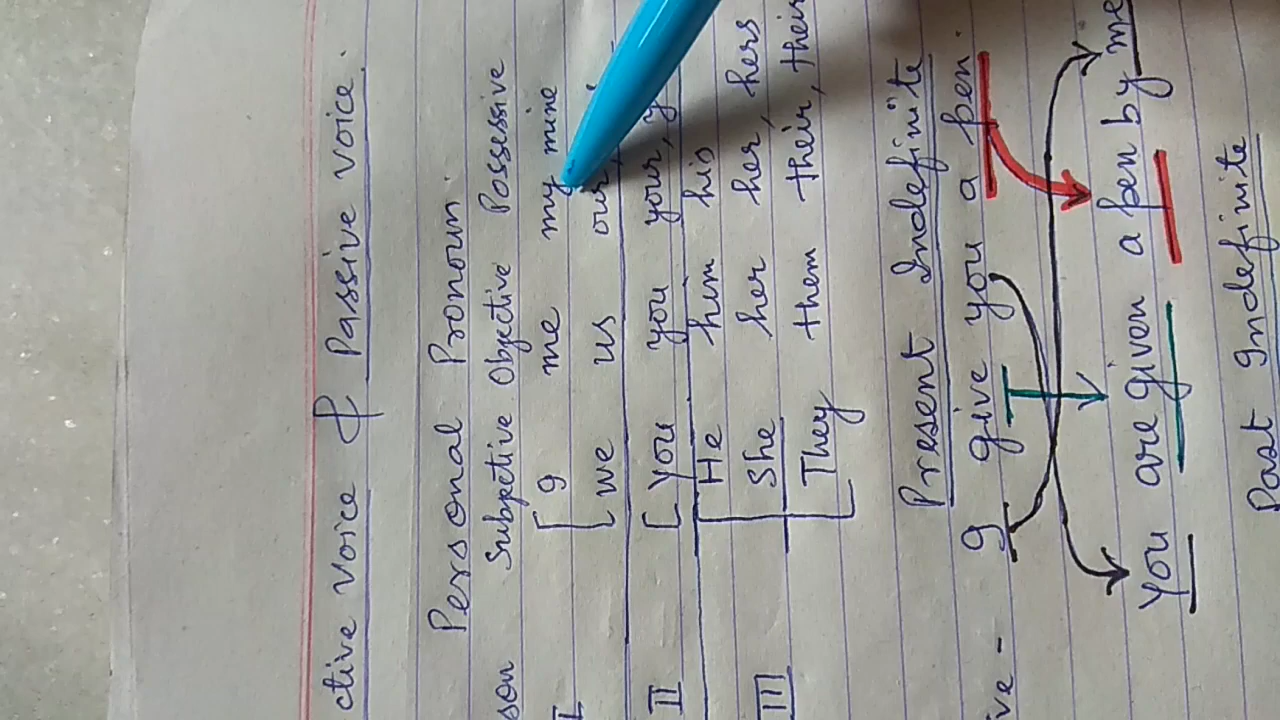 ctive voice & Passive voice.
Personal Pronoun.
son Subjective Objective Possessive
I [I me my mine
[we us our,
II [you you your,
[He him his
III [She her her, hers
[They them their, their
Present Indefinite
ive - I give you a pen.
You are given a pen by me
Past Indefinite